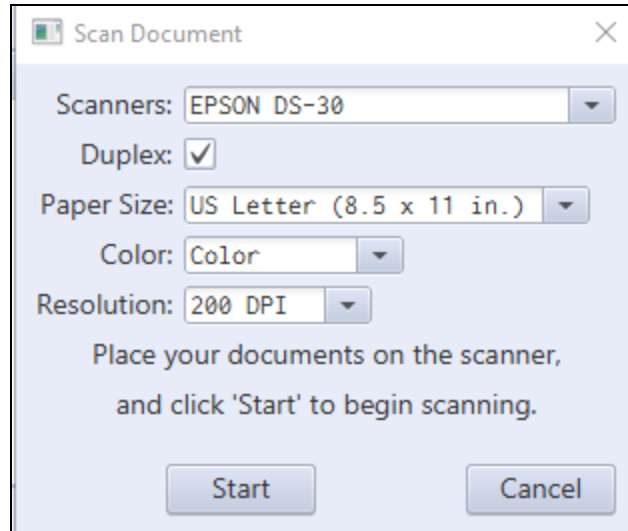 Scan Document
Scanners: EPSON DS-30
Duplex:
Paper Size: US Letter (8.5 x 11 in.)
Color: Color
Resolution: 200 DPI
Place your documents on the scanner,
and click 'Start' to begin scanning.
Start Cancel